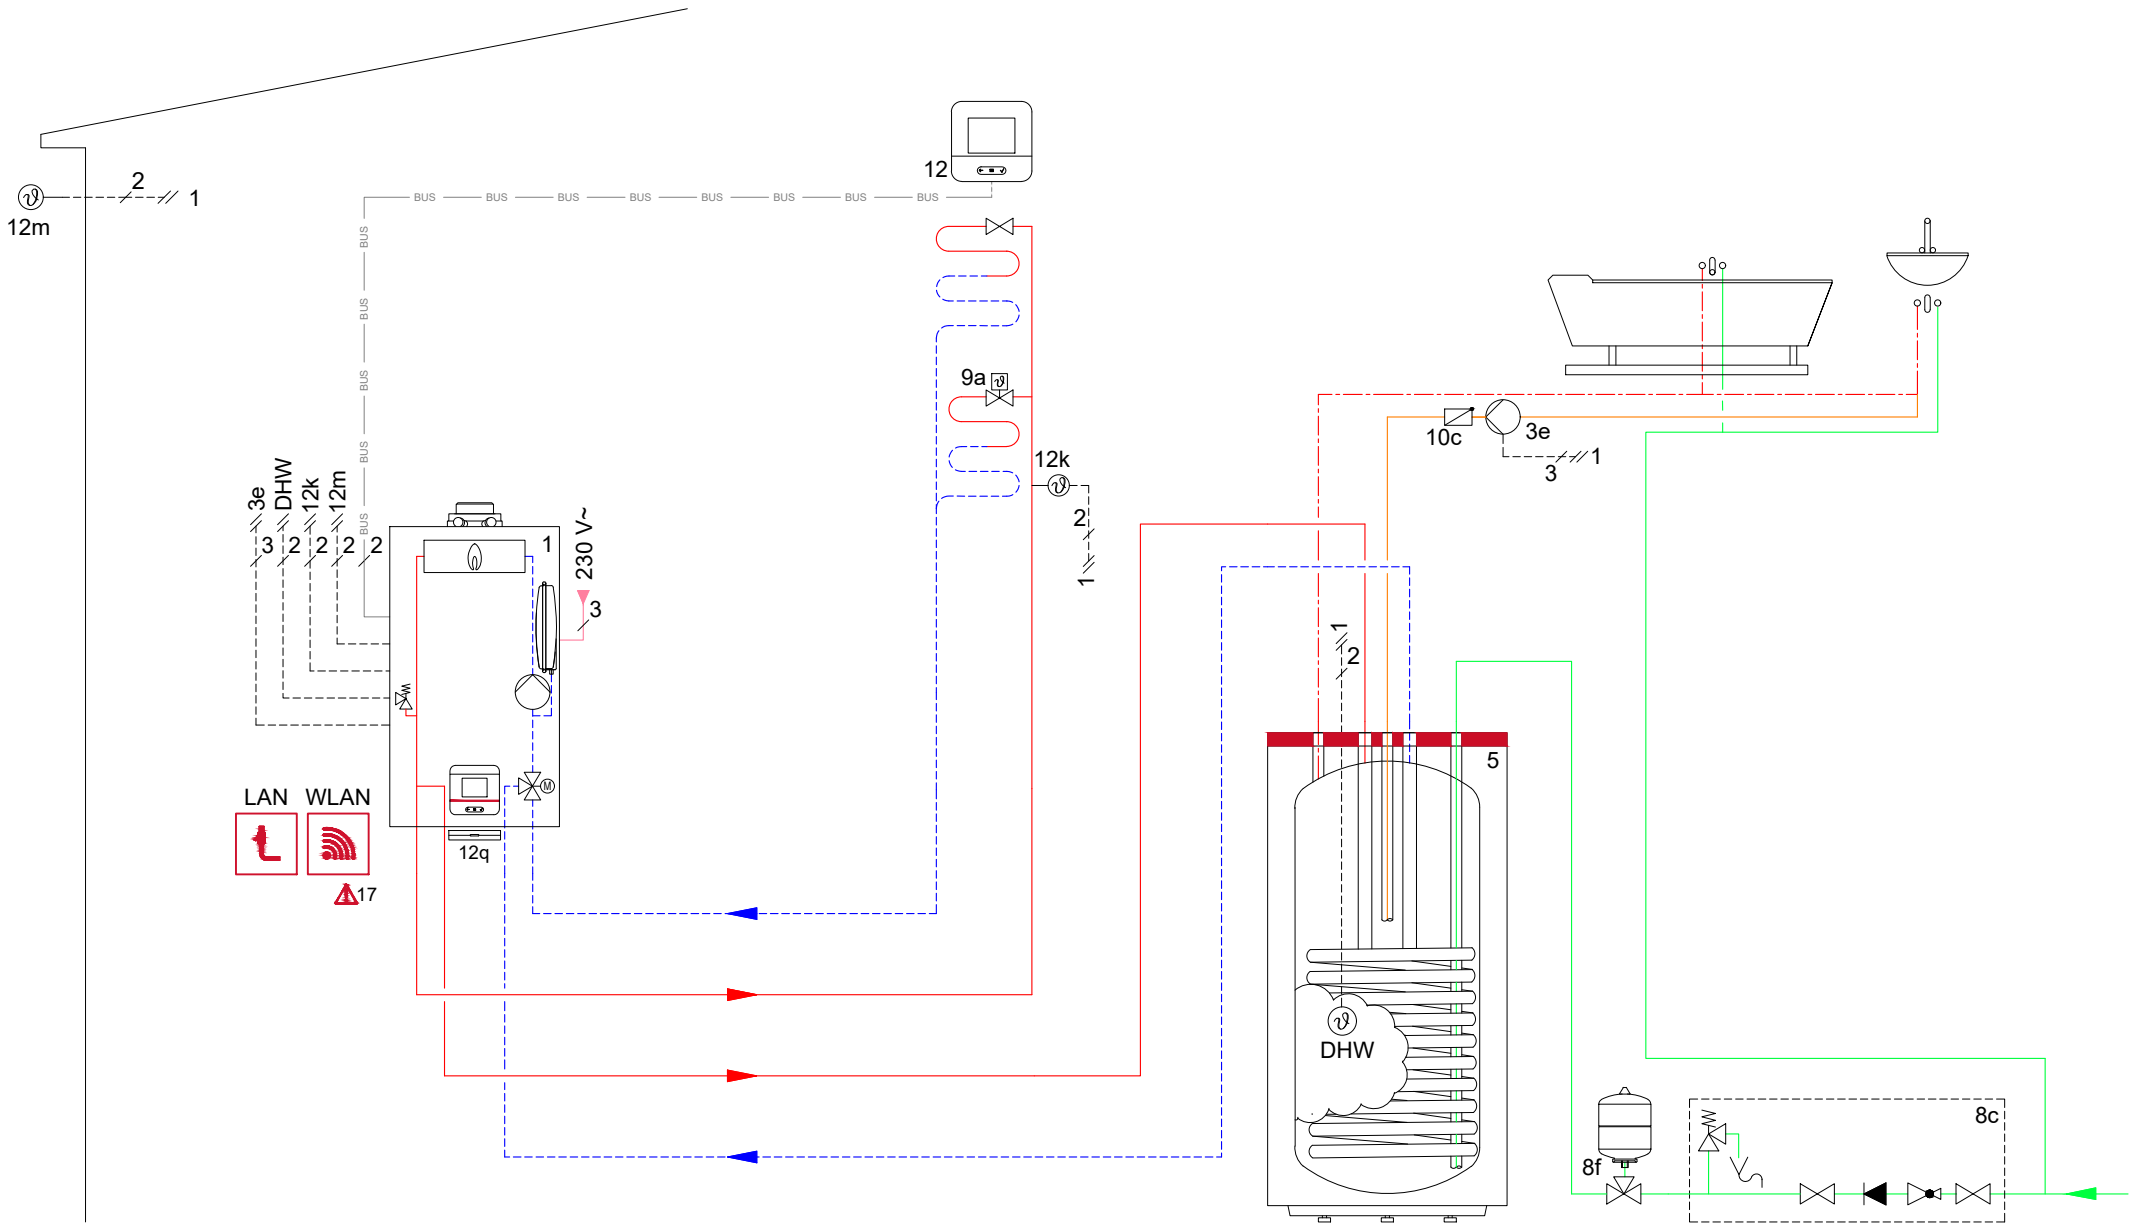 12
2
1
12m
BUS BUS BUS BUS BUS BUS BUS BUS
BUS
BUS
BUS
BUS
BUS
9a ϑ
10c
3e
3
1
12k
ϑ
2
1
3e
DHW
12k
12m
3
2
2
2
2
1
230 V~
3
M
12q
LAN WLAN
17
1
2
5
ϑ
DHW
8f
8c
ϑ